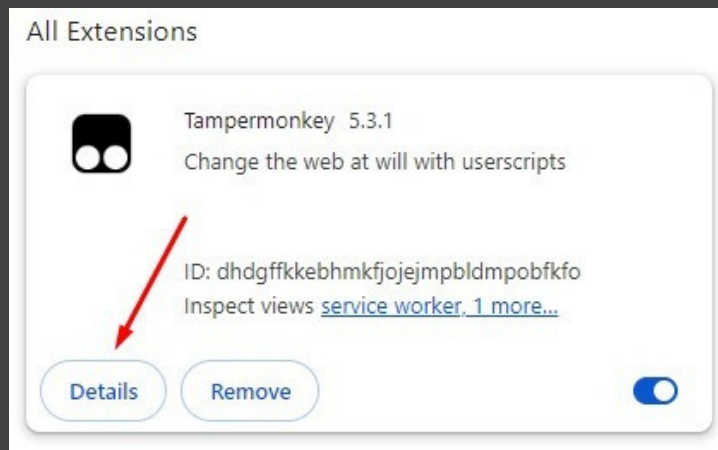 All Extensions
Tampermonkey 5.3.1
Change the web at will with userscripts
ID: dhdgffkkebhmkfjojejmpbldmpobfkfo
Inspect views service worker, 1 more...
Details Remove